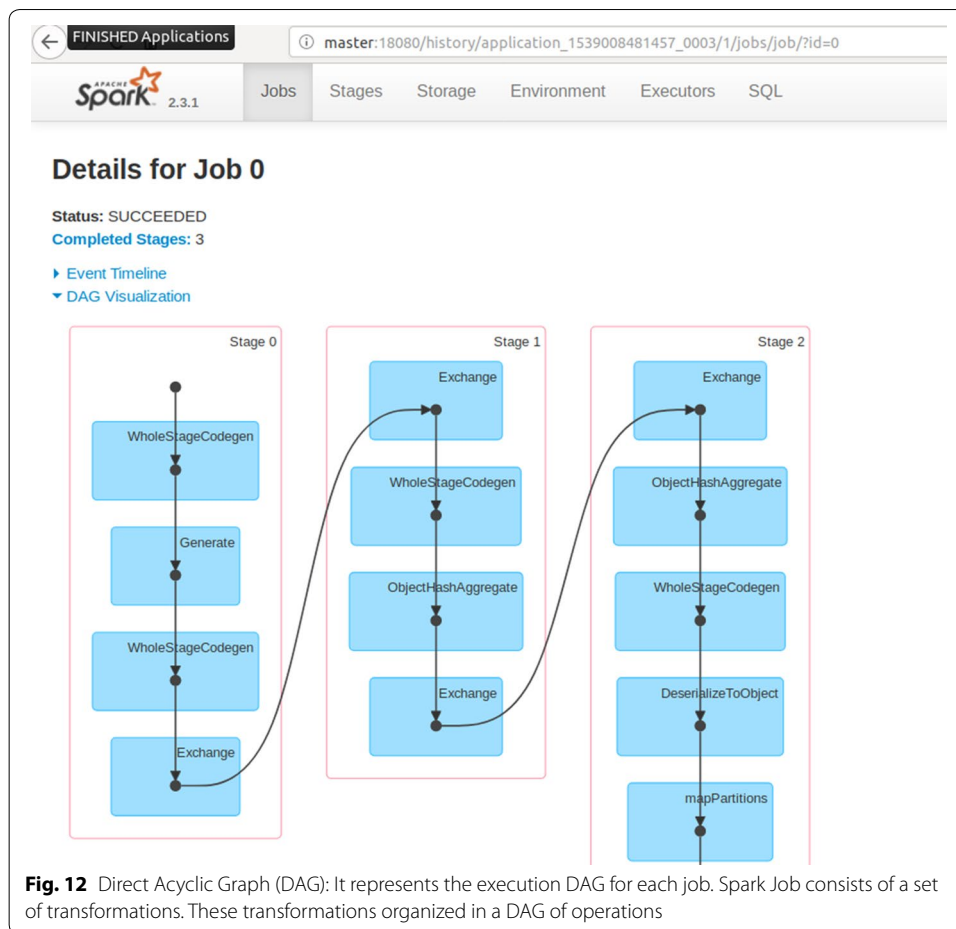 FINISHED Applications
master:18080/history/application_1539008481457_0003/1/jobs/job/?id=0
APACHE
Spark 2.3.1 Jobs Stages Storage Environment Executors SQL
Details for Job 0
Status: SUCCEEDED
Completed Stages: 3
Event Timeline
DAG Visualization
Stage 0
WholeStageCodegen
Generate
WholeStageCodegen
Exchange
Stage 1
Exchange
WholeStageCodegen
ObjectHashAggregate
Exchange
Stage 2
Exchange
ObjectHashAggregate
WholeStageCodegen
DeserializeToObject
mapPartitions
Fig. 12 Direct Acyclic Graph (DAG): It represents the execution DAG for each job. Spark Job consists of a set
of transformations. These transformations organized in a DAG of operations